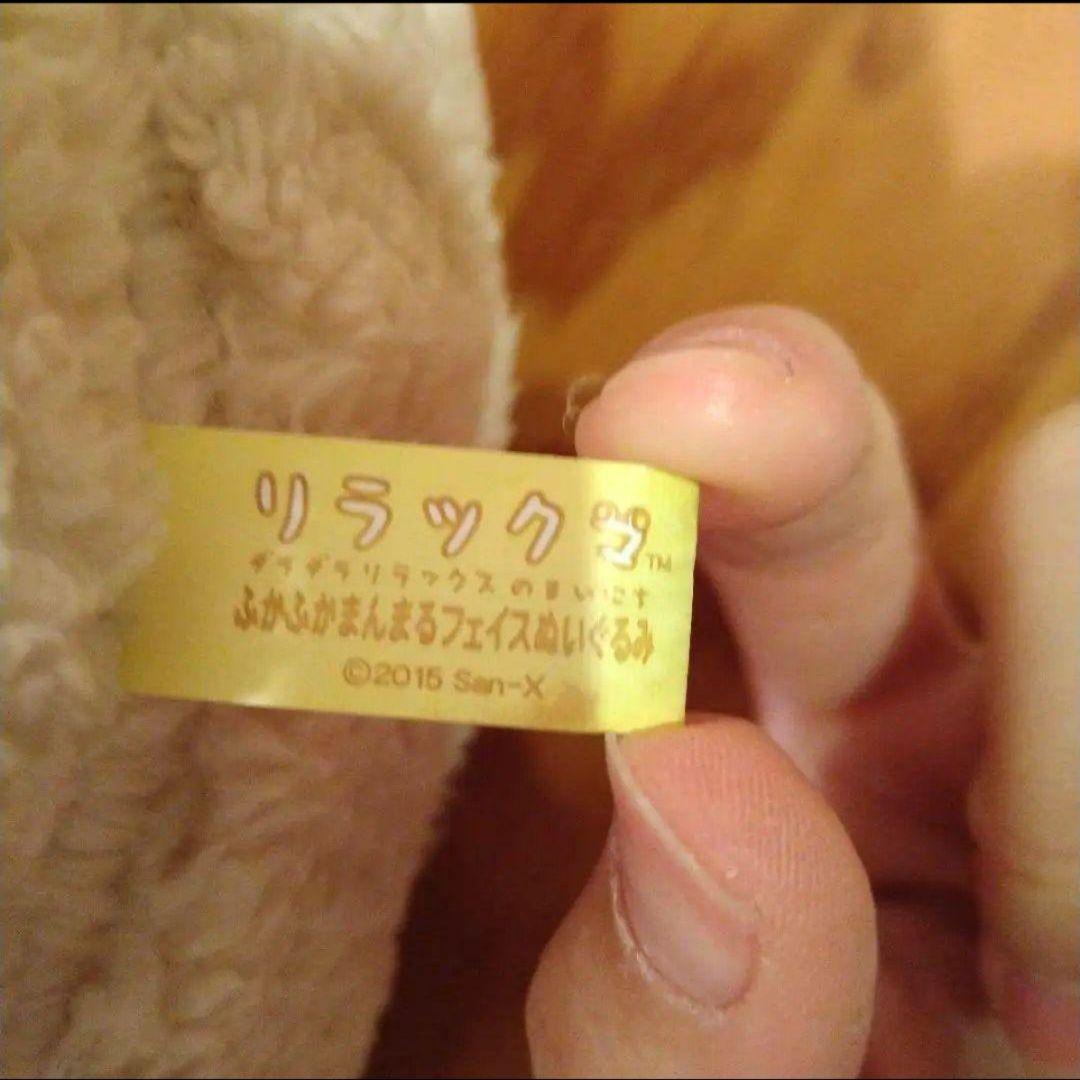 リラックマ™
ダラダラリラックスのまいにち
ふかふかまんまるフェイスぬいぐるみ
©2015 San-X